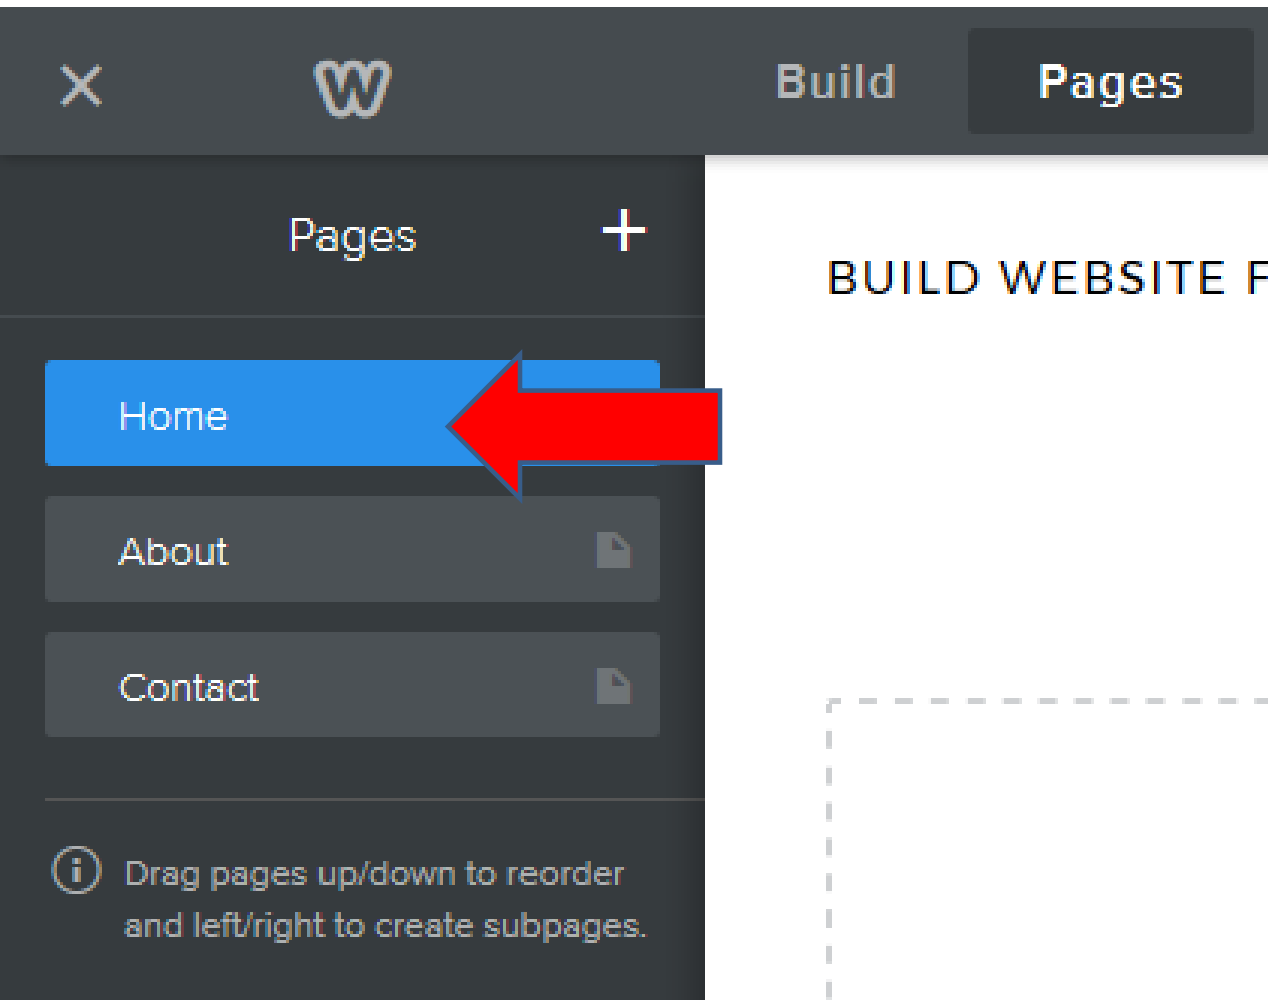 Build
Pages
Pages
BUILD WEBSITE F
Home
About
Contact
Drag pages up/down to reorder
and left/right to create subpages.